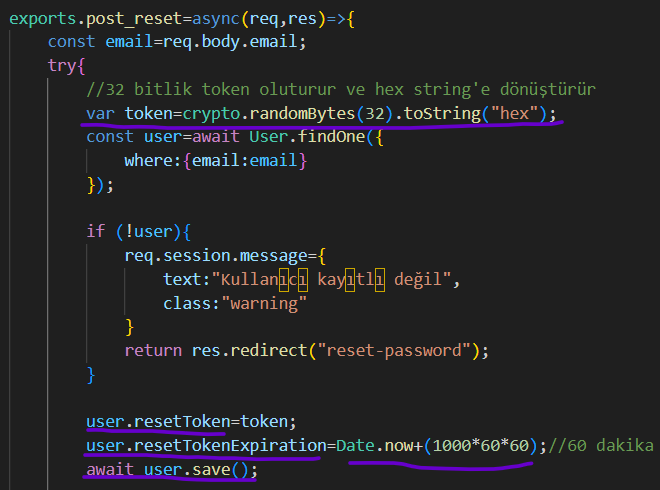 exports.post_reset=async(req,res)=>{
const email=req.body.email;
try{
//32 bitlik token oluturur ve hex string'e dönüştürür
var token=crypto.randomBytes(32).toString("hex");
const user=await User.findOne({
where:{email:email}
});
if (!user){
req.session.message={
text:"Kullanıcı kayıtlı değil",
class:"warning"
}
return res.redirect("reset-password");
}
user.resetToken=token;
user.resetTokenExpiration=Date.now+(1000*60*60);//60 dakika
await user.save();